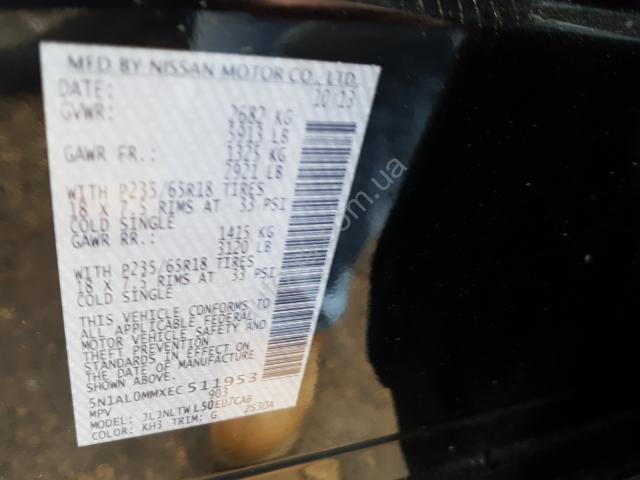 MFD BY NISSAN MOTOR CO., LTD.
DATE: 10/13
GVWR: 2682 KG
5913 LB
GAWR FR.: 1325 KG
2921 LB
WITH P235/65R18 TIRES
18 X 7.5 RIMS AT 33 PSI
COLD SINGLE
GAWR RR.: 1415 KG
3120 LB
WITH P235/65R18 TIRES
18 X 7.5 RIMS AT 33 PSI
COLD SINGLE
THIS VEHICLE CONFORMS TO
ALL APPLICABLE FEDERAL
MOTOR VEHICLE SAFETY AND
THEFT PREVENTION
STANDARDS IN EFFECT ON
THE DATE OF MANUFACTURE
SHOWN ABOVE.
5N1AL0MMXEC511953
MPV 903
MODEL: JLJNLTWL50EUZCAB
COLOR: KH3 TRIM: G 2530A